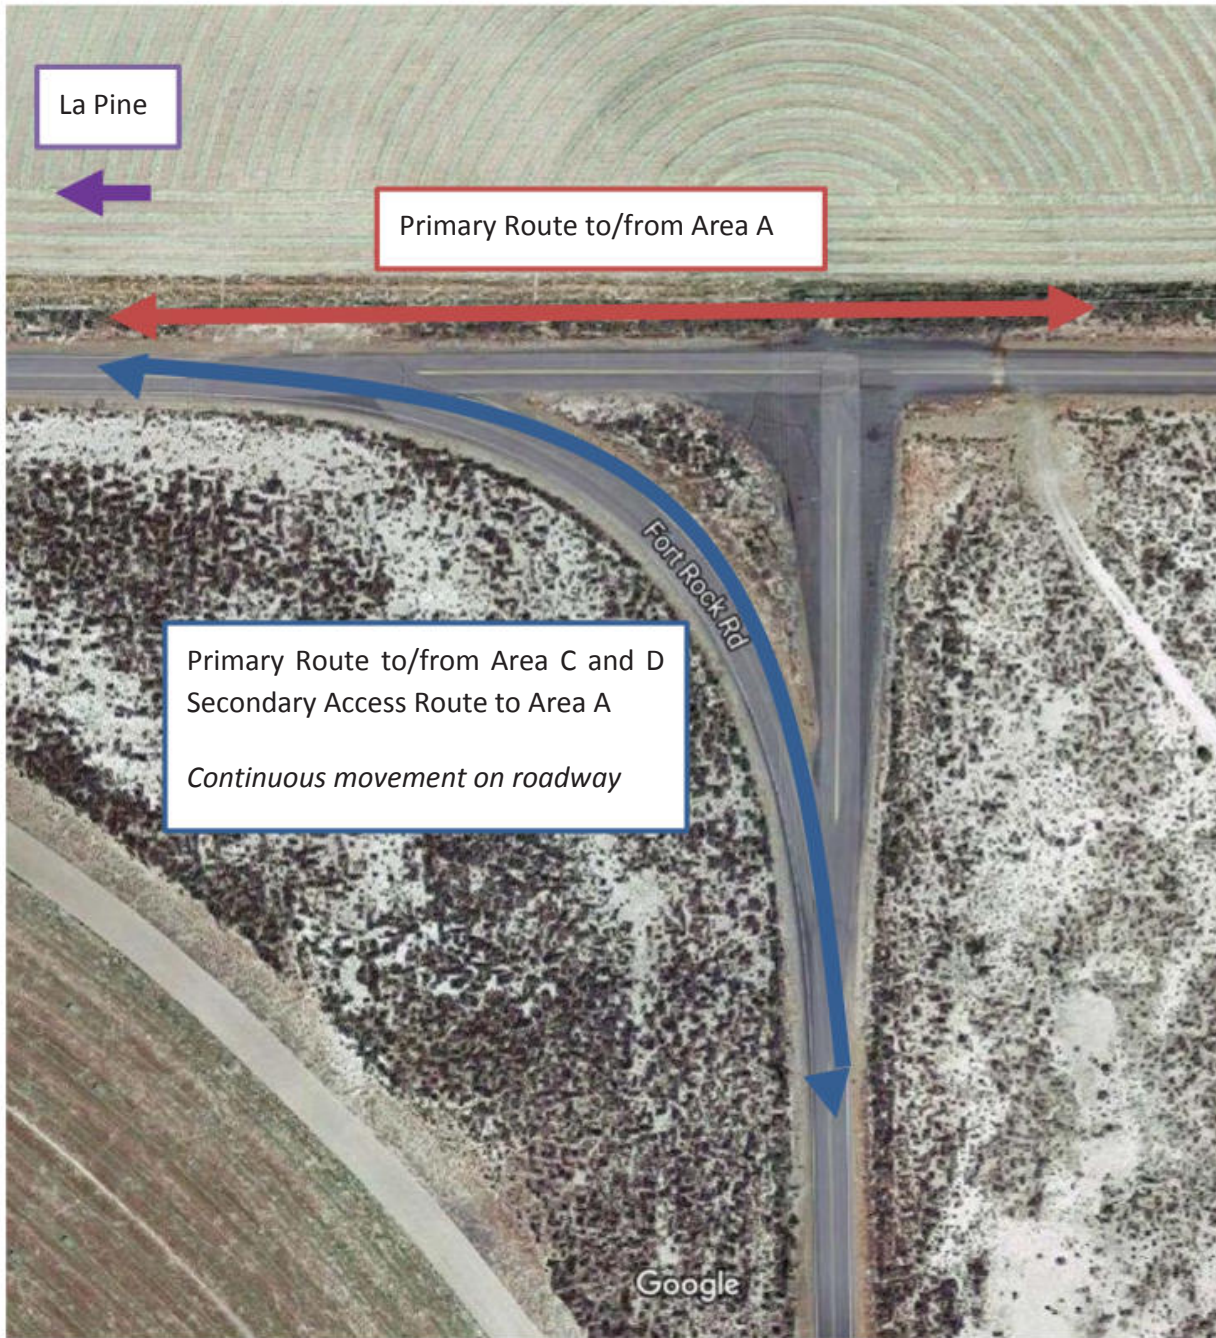 La Pine
Primary Route to/from Area A
Fort Rock Rd
Primary Route to/from Area C and D
Secondary Access Route to Area A
Continuous movement on roadway
Google